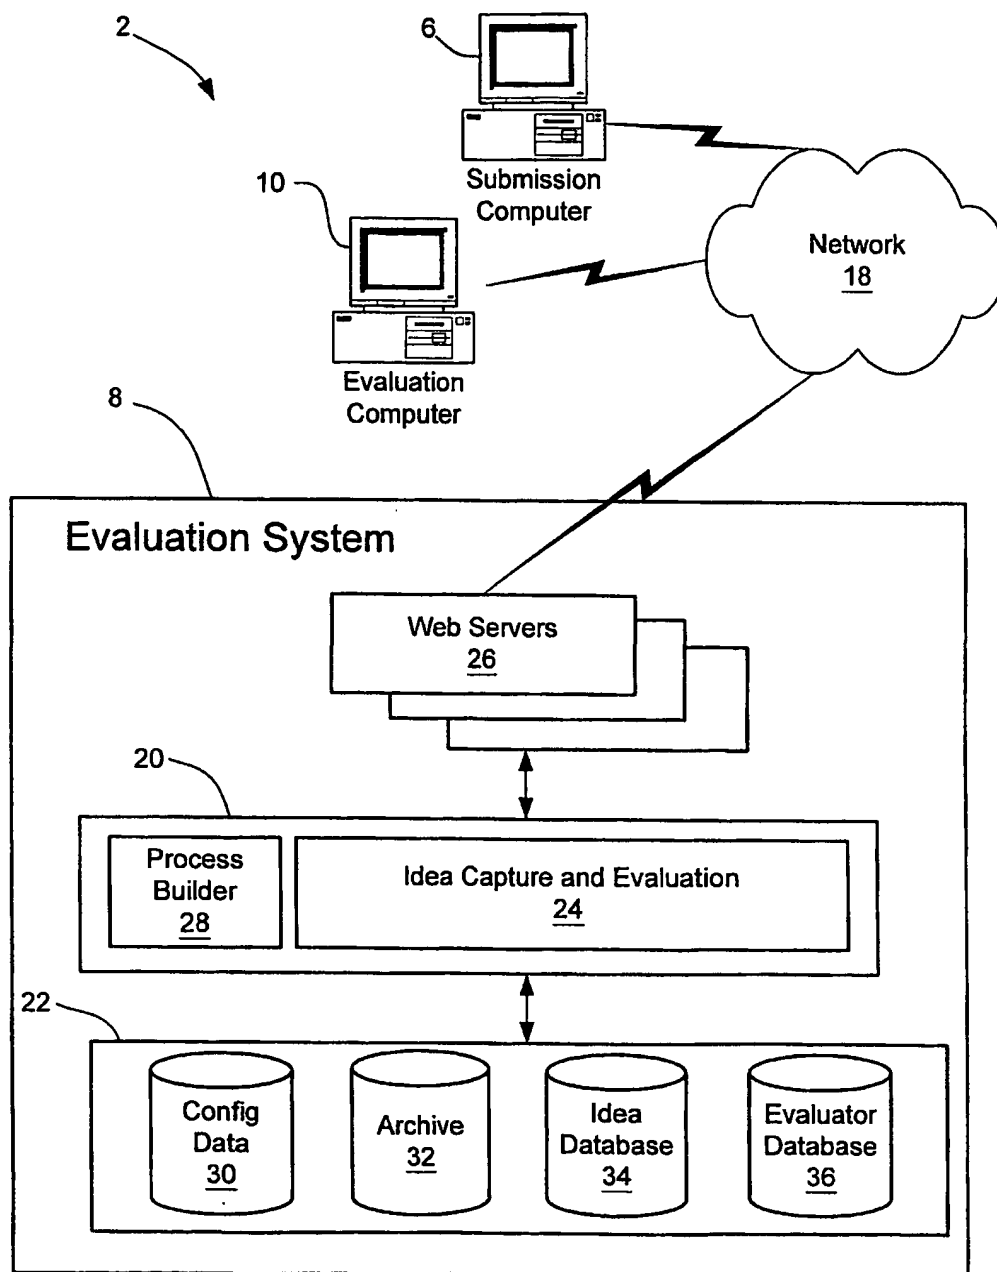 2
6
Submission
Computer
10
Network
18
Evaluation
Computer
8
Evaluation System
Web Servers
26
20
Process
Builder
28
Idea Capture and Evaluation
24
22
Config
Data
30
Archive
32
Idea
Database
34
Evaluator
Database
36